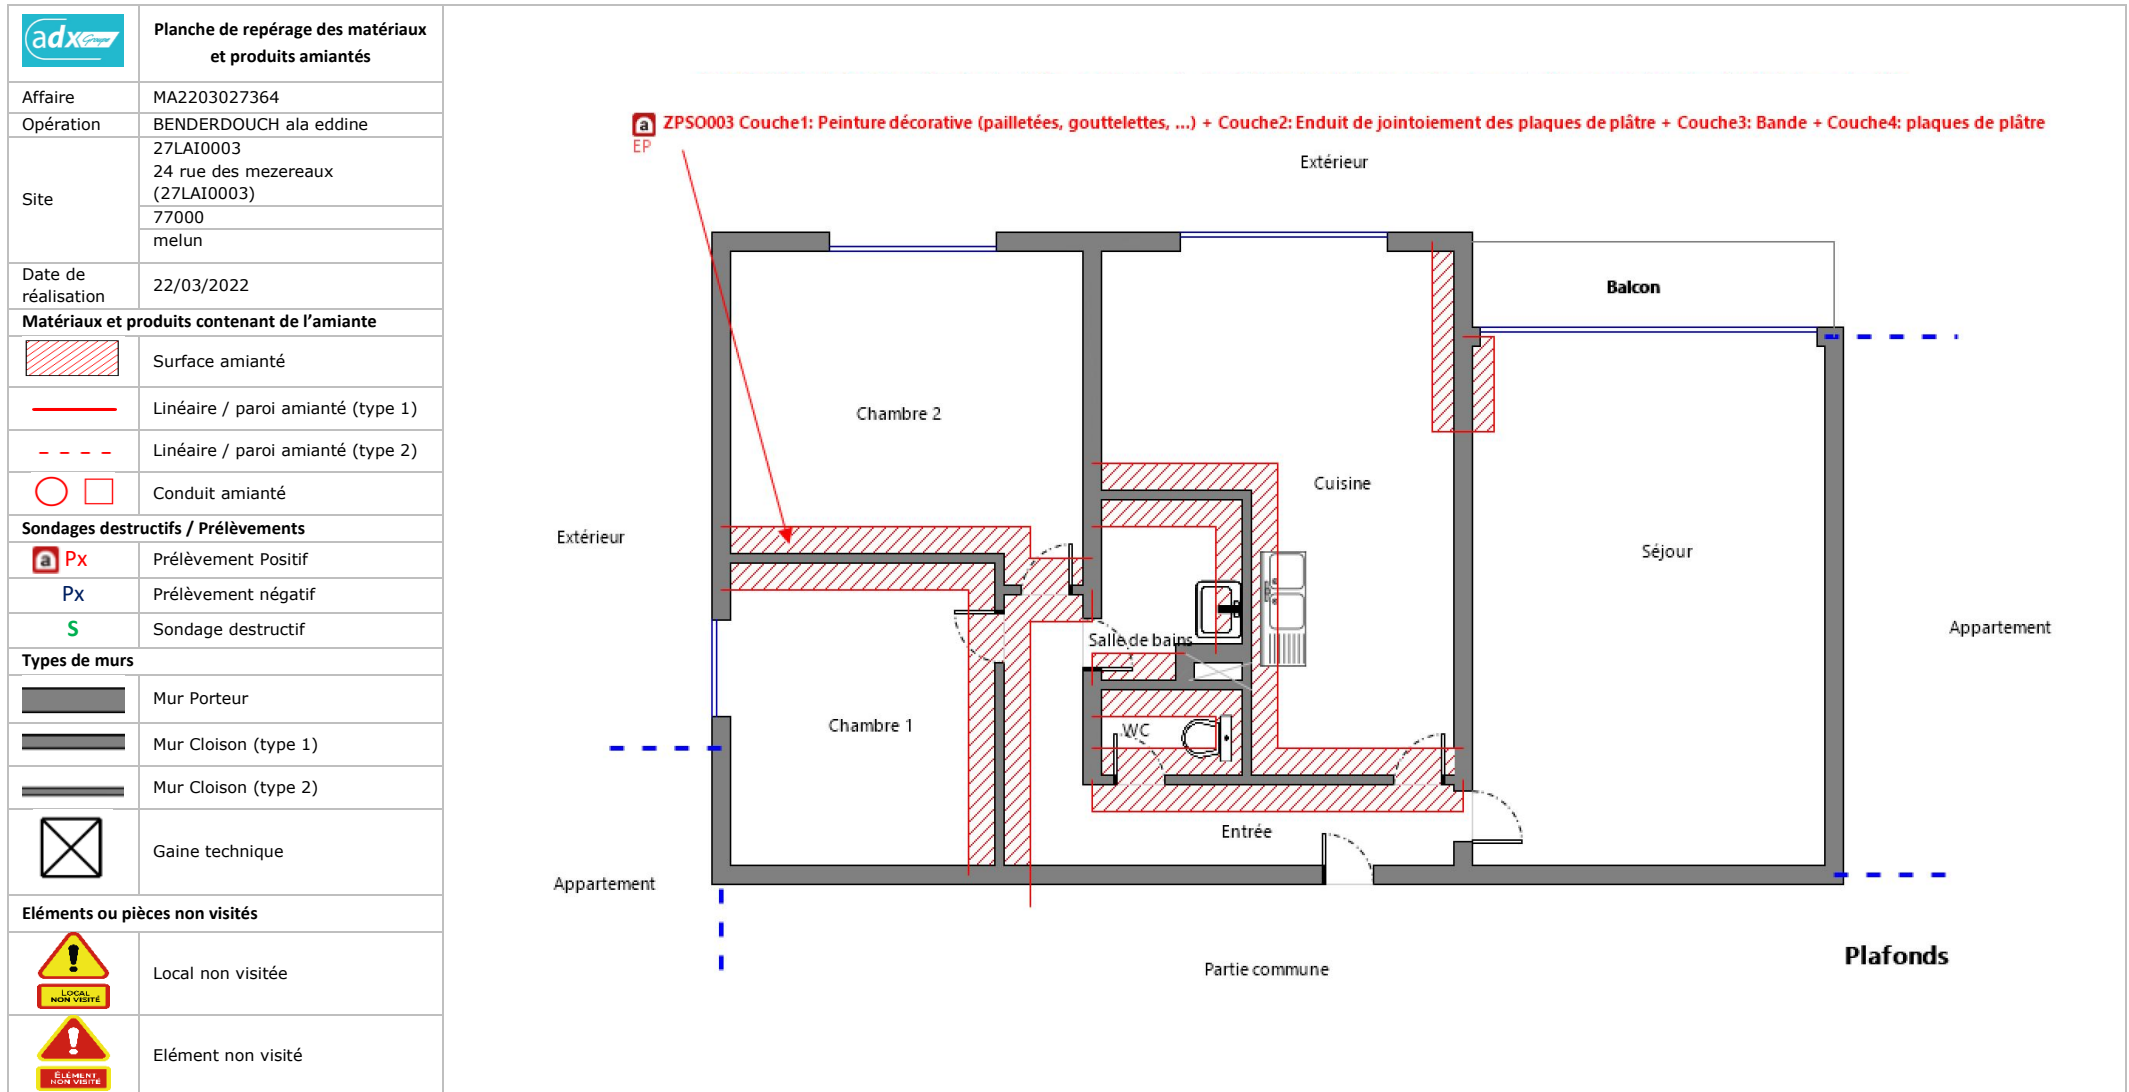 adx Groupe
Planche de repérage des matériaux
et produits amiantés
Affaire
MA2203027364
Opération
BENDERDOUCH ala eddine
Site
27LAI0003
24 rue des mezereaux
(27LAI0003)
77000
melun
Date de
réalisation
22/03/2022
Matériaux et produits contenant de l’amiante
Surface amianté
Linéaire / paroi amianté (type 1)
Linéaire / paroi amianté (type 2)
Conduit amianté
Sondages destructifs / Prélèvements
a Px
Prélèvement Positif
Px
Prélèvement négatif
S
Sondage destructif
Types de murs
Mur Porteur
Mur Cloison (type 1)
Mur Cloison (type 2)
Gaine technique
Eléments ou pièces non visités
LOCAL
NON VISITÉ
Local non visitée
ÉLÉMENT
NON VISITÉ
Elément non visité
a ZPSO003 Couche1: Peinture décorative (pailletées, gouttelettes, ...) + Couche2: Enduit de jointoiement des plaques de plâtre + Couche3: Bande + Couche4: plaques de plâtre
EP
Extérieur
Balcon
Chambre 2
Cuisine
Extérieur
Séjour
Appartement
Salle de bains
Chambre 1
WC
Entrée
Appartement
Plafonds
Partie commune